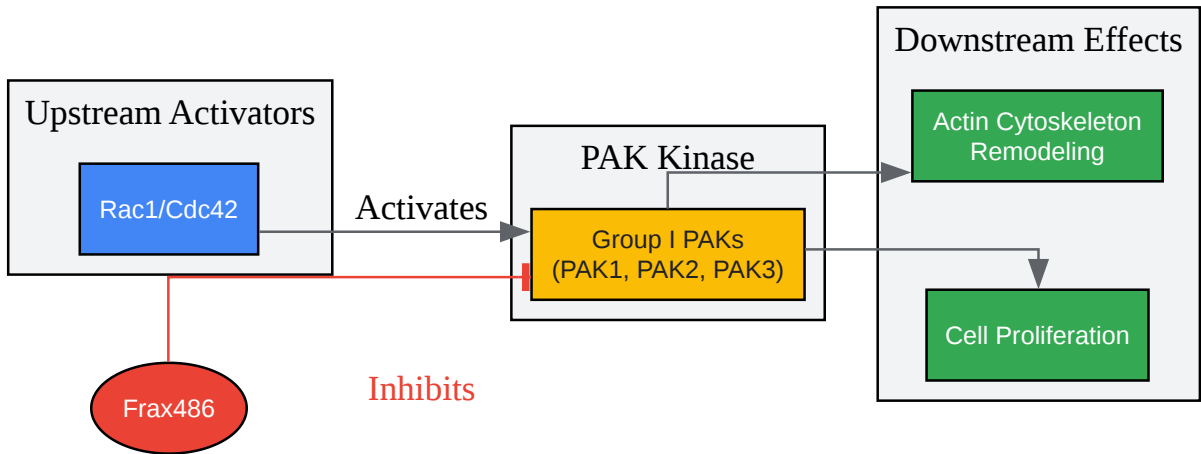 Upstream Activators
Rac1/Cdc42
Activates
Frax486
Inhibits
PAK Kinase
Group I PAKs
(PAK1, PAK2, PAK3)
Downstream Effects
Actin Cytoskeleton
Remodeling
Cell Proliferation